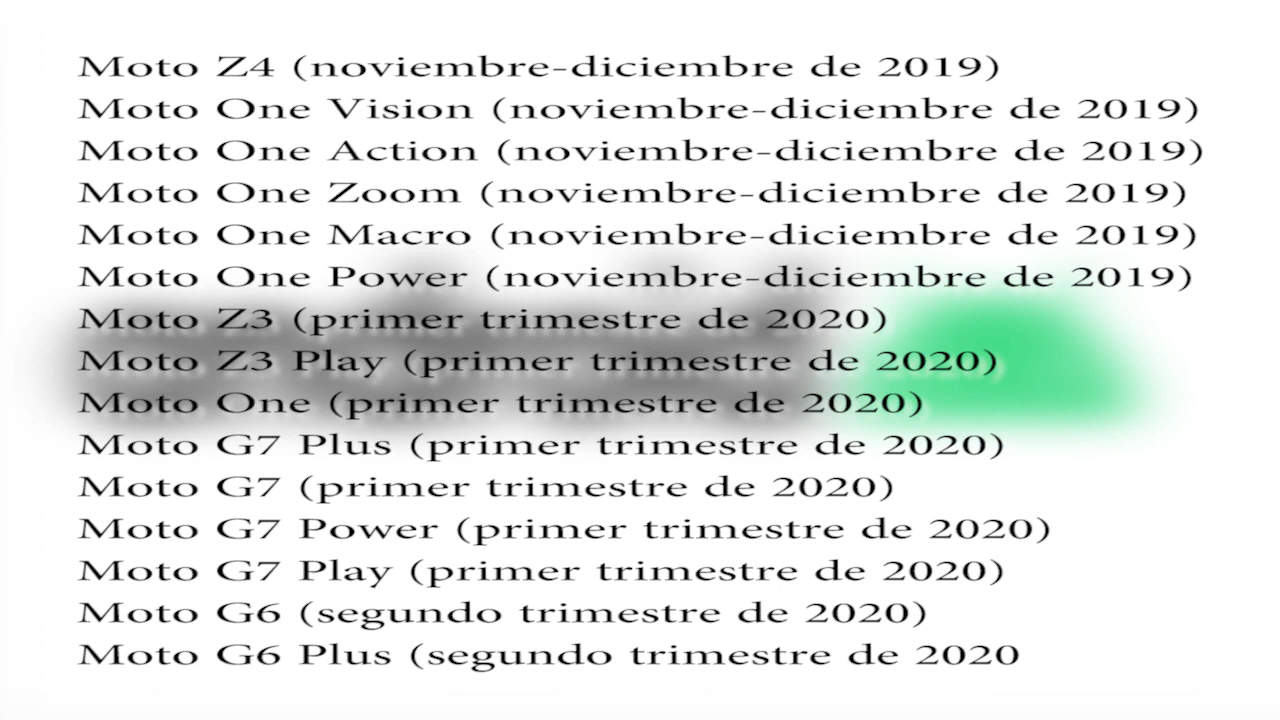 Moto Z4 (noviembre-diciembre de 2019)
Moto One Vision (noviembre-diciembre de 2019)
Moto One Action (noviembre-diciembre de 2019)
Moto One Zoom (noviembre-diciembre de 2019)
Moto One Macro (noviembre-diciembre de 2019)
Moto One Power (noviembre-diciembre de 2019)
Moto Z3 (primer trimestre de 2020)
Moto Z3 Play (primer trimestre de 2020)
Moto One (primer trimestre de 2020)
Moto G7 Plus (primer trimestre de 2020)
Moto G7 (primer trimestre de 2020)
Moto G7 Power (primer trimestre de 2020)
Moto G7 Play (primer trimestre de 2020)
Moto G6 (segundo trimestre de 2020)
Moto G6 Plus (segundo trimestre de 2020